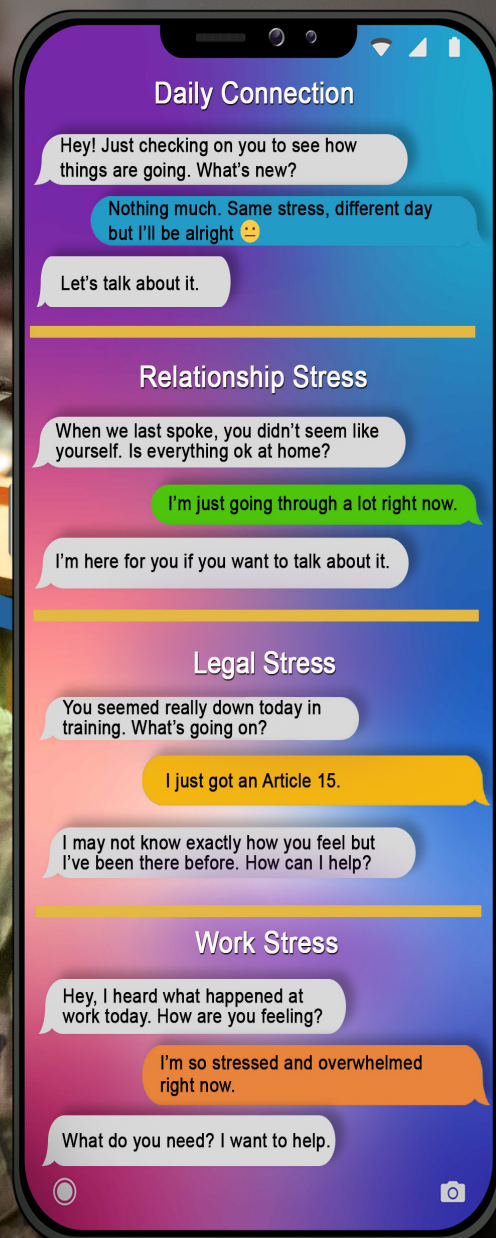 Daily Connection
Hey! Just checking on you to see how
things are going. What's new?
Nothing much. Same stress, different day
but I'll be alright 😐
Let's talk about it.
Relationship Stress
When we last spoke, you didn't seem like
yourself. Is everything ok at home?
I'm just going through a lot right now.
I'm here for you if you want to talk about it.
Legal Stress
You seemed really down today in
training. What's going on?
I just got an Article 15.
I may not know exactly how you feel but
I've been there before. How can I help?
Work Stress
Hey, I heard what happened at
work today. How are you feeling?
I'm so stressed and overwhelmed
right now.
What do you need? I want to help.